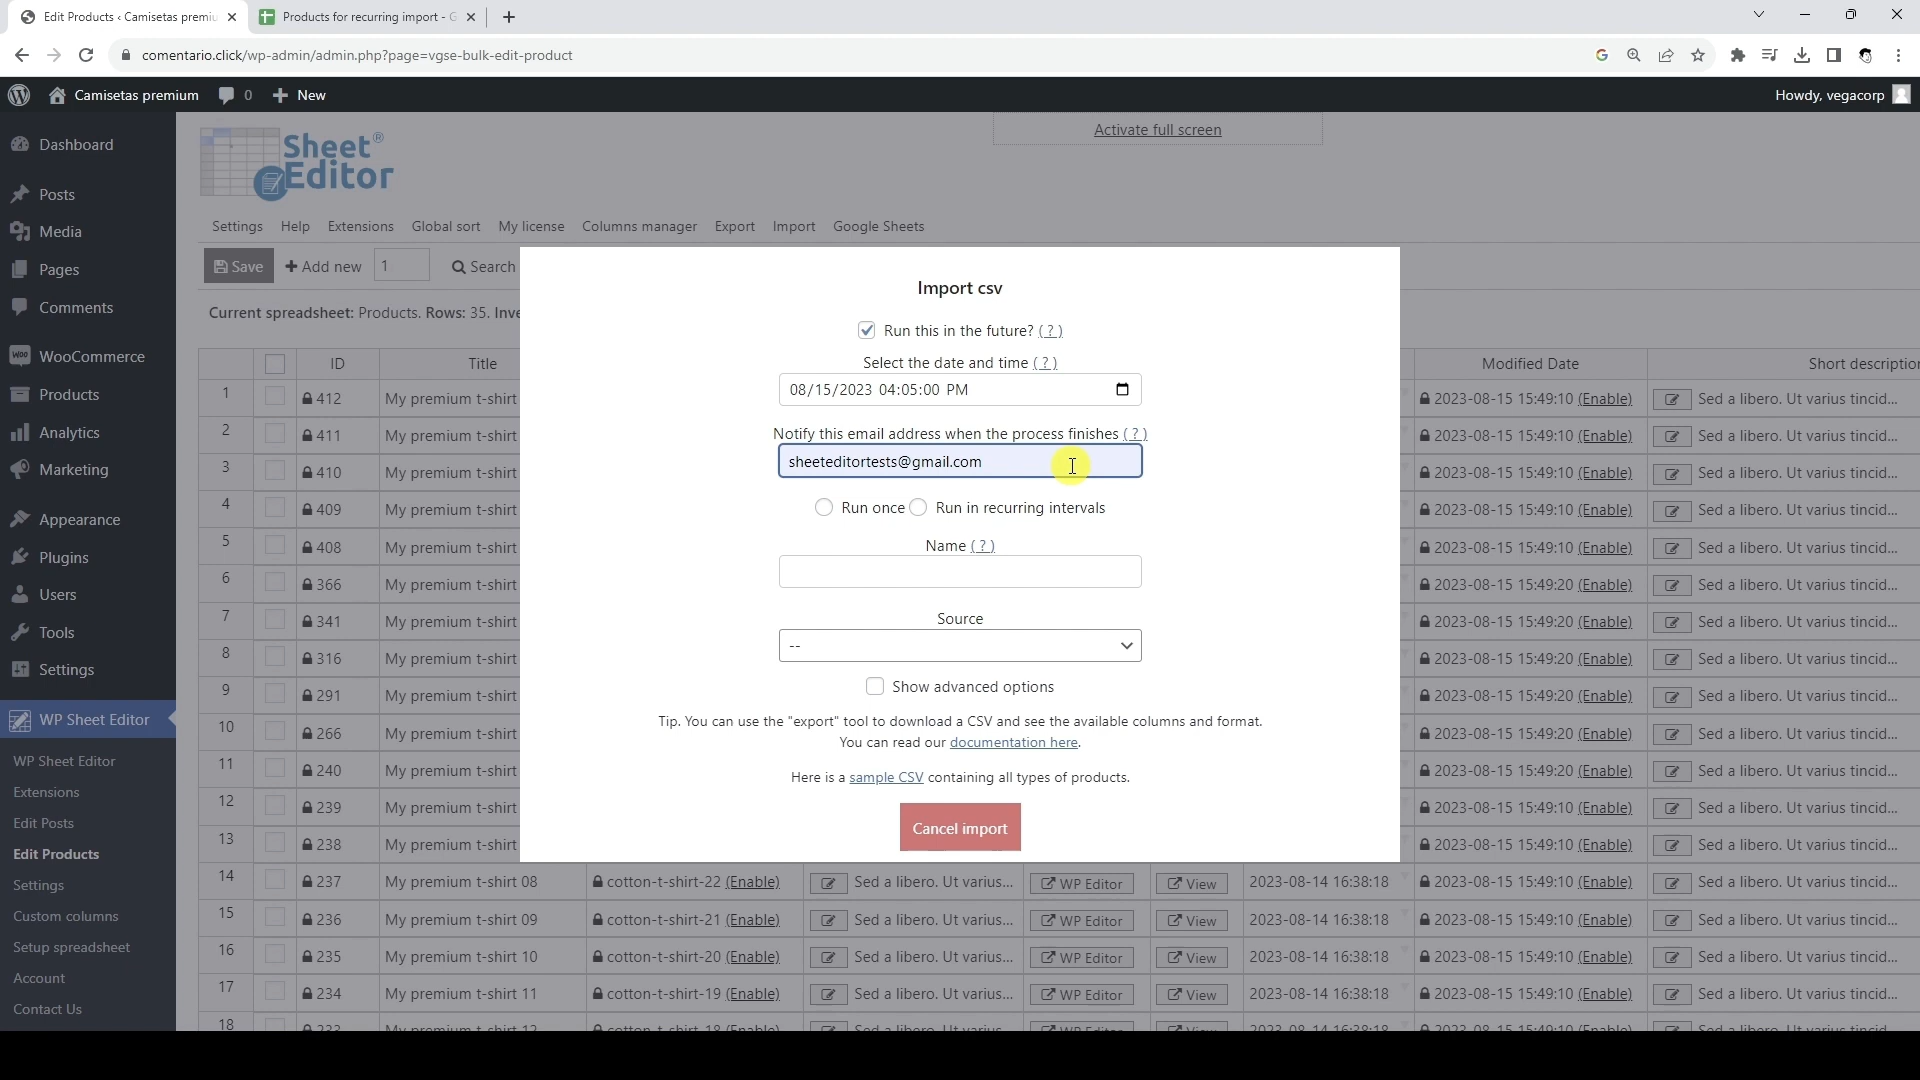 Edit Products ‹ Camisetas premiu
Products for recurring import - G
comentario.click/wp-admin/admin.php?page=vgse-bulk-edit-product
Camisetas premium 0 New Howdy, vegacorp
Dashboard
Posts
Media
Pages
Comments
WooCommerce
Products
Analytics
Marketing
Appearance
Plugins
Users
Tools
Settings
WP Sheet Editor
WP Sheet Editor
Extensions
Edit Posts
Edit Products
Settings
Custom columns
Setup spreadsheet
Account
Contact Us
Sheet®
Editor
Activate full screen
Settings Help Extensions Global sort My license Columns manager Export Import Google Sheets
Save Add new 1 Search
Current spreadsheet: Products. Rows: 35. Inve
Import csv
Run this in the future? (?)
Select the date and time (?)
08/15/2023 04:05:00 PM
Notify this email address when the process finishes (?)
sheeteditortests@gmail.com
Run once Run in recurring intervals
Name (?)
Source
--
Show advanced options
Tip. You can use the "export" tool to download a CSV and see the available columns and format.
You can read our documentation here.
Here is a sample CSV containing all types of products.
Cancel import
ID Title Modified Date Short description
1 412 My premium t-shirt 2023-08-15 15:49:10 (Enable) Sed a libero. Ut varius tincid...
2 411 My premium t-shirt 2023-08-15 15:49:10 (Enable) Sed a libero. Ut varius tincid...
3 410 My premium t-shirt 2023-08-15 15:49:10 (Enable) Sed a libero. Ut varius tincid...
4 409 My premium t-shirt 2023-08-15 15:49:10 (Enable) Sed a libero. Ut varius tincid...
5 408 My premium t-shirt 2023-08-15 15:49:10 (Enable) Sed a libero. Ut varius tincid...
6 366 My premium t-shirt 2023-08-15 15:49:20 (Enable) Sed a libero. Ut varius tincid...
7 341 My premium t-shirt 2023-08-15 15:49:20 (Enable) Sed a libero. Ut varius tincid...
8 316 My premium t-shirt 2023-08-15 15:49:20 (Enable) Sed a libero. Ut varius tincid...
9 291 My premium t-shirt 2023-08-15 15:49:20 (Enable) Sed a libero. Ut varius tincid...
10 266 My premium t-shirt 2023-08-15 15:49:20 (Enable) Sed a libero. Ut varius tincid...
11 240 My premium t-shirt 2023-08-15 15:49:20 (Enable) Sed a libero. Ut varius tincid...
12 239 My premium t-shirt 2023-08-15 15:49:10 (Enable) Sed a libero. Ut varius tincid...
13 238 My premium t-shirt 2023-08-15 15:49:10 (Enable) Sed a libero. Ut varius tincid...
14 237 My premium t-shirt 08 cotton-t-shirt-22 (Enable) Sed a libero. Ut varius... WP Editor View 2023-08-14 16:38:18 2023-08-15 15:49:10 (Enable) Sed a libero. Ut varius tincid...
15 236 My premium t-shirt 09 cotton-t-shirt-21 (Enable) Sed a libero. Ut varius... WP Editor View 2023-08-14 16:38:18 2023-08-15 15:49:10 (Enable) Sed a libero. Ut varius tincid...
16 235 My premium t-shirt 10 cotton-t-shirt-20 (Enable) Sed a libero. Ut varius... WP Editor View 2023-08-14 16:38:18 2023-08-15 15:49:10 (Enable) Sed a libero. Ut varius tincid...
17 234 My premium t-shirt 11 cotton-t-shirt-19 (Enable) Sed a libero. Ut varius... WP Editor View 2023-08-14 16:38:18 2023-08-15 15:49:10 (Enable) Sed a libero. Ut varius tincid...
18